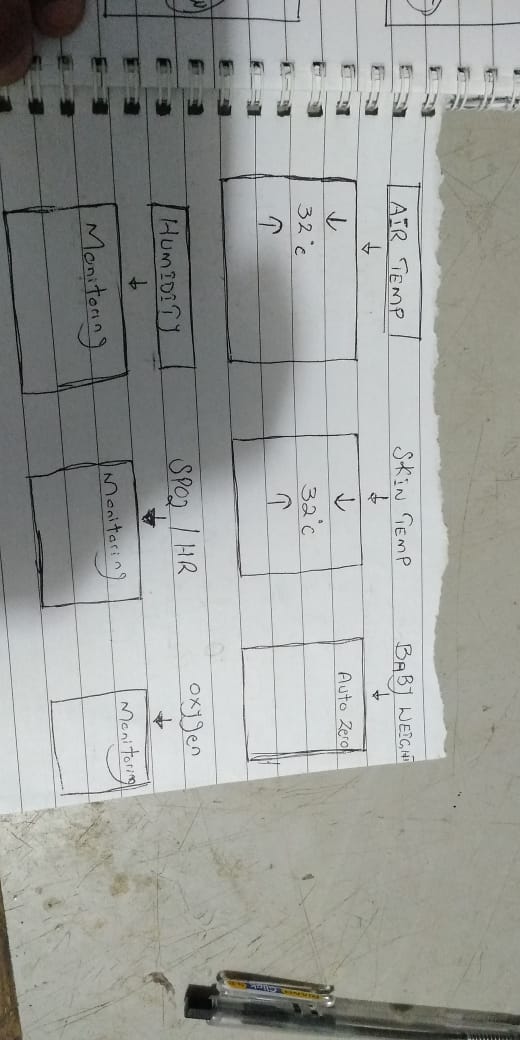 AIR TEMP
SKIN TEMP
BABY WEIGHT
↓ ↓ ↓
↓ ↓ Auto Zero
32°c 32°c
↑ ↑
HUMIDITY
SPO2 / HR
oxygen
↓ ↓ ↓
Monitoring Monitoring Monitoring